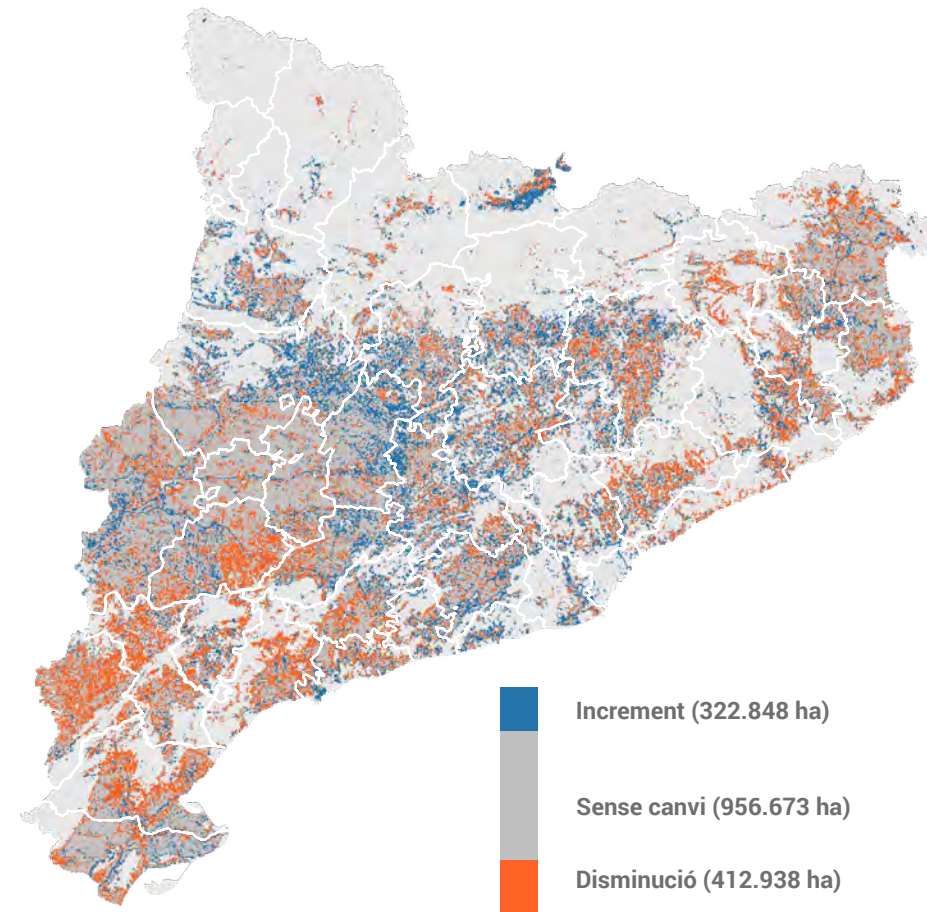 Increment (322.848 ha)
Sense canvi (956.673 ha)
Disminució (412.938 ha)